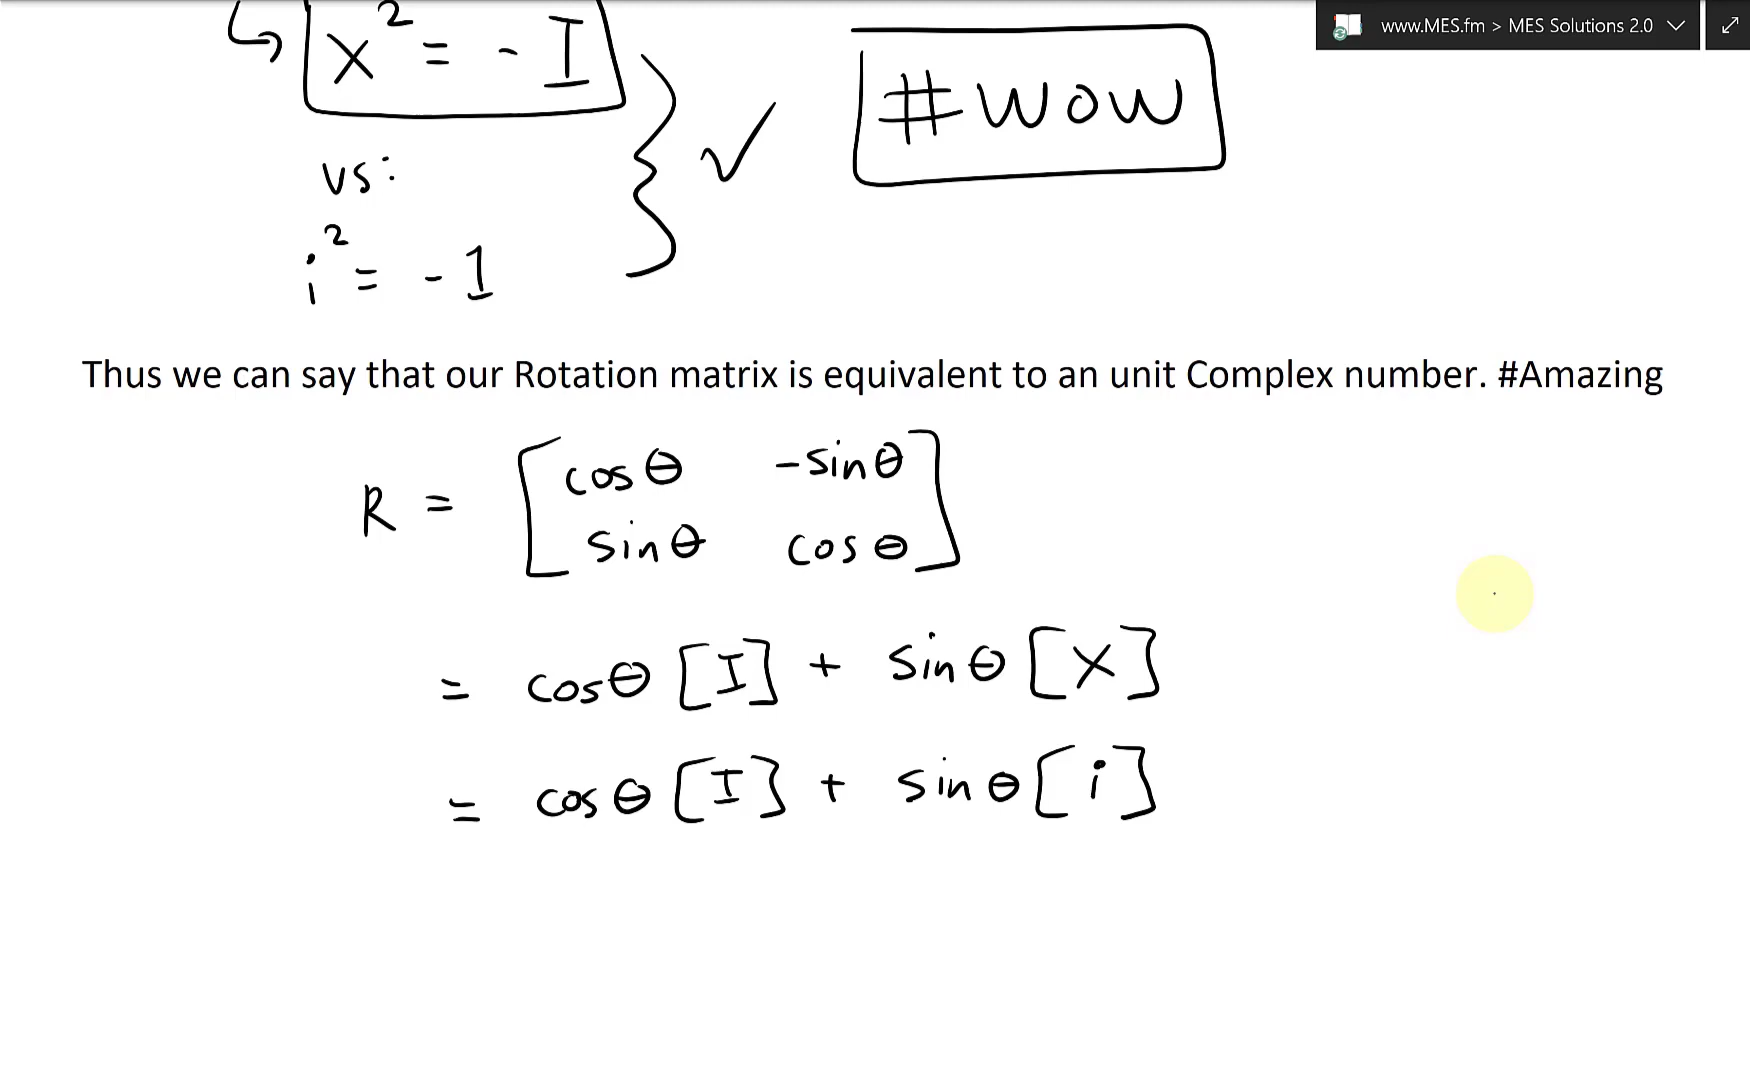 www.MES.fm > MES Solutions 2.0
x² = - I
#WOW
vs:
i² = - 1
Thus we can say that our Rotation matrix is equivalent to an unit Complex number. #Amazing
R = [cosθ -sinθ
sinθ cosθ]
= cosθ [I] + sinθ [X]
= cosθ [I] + sinθ [i]